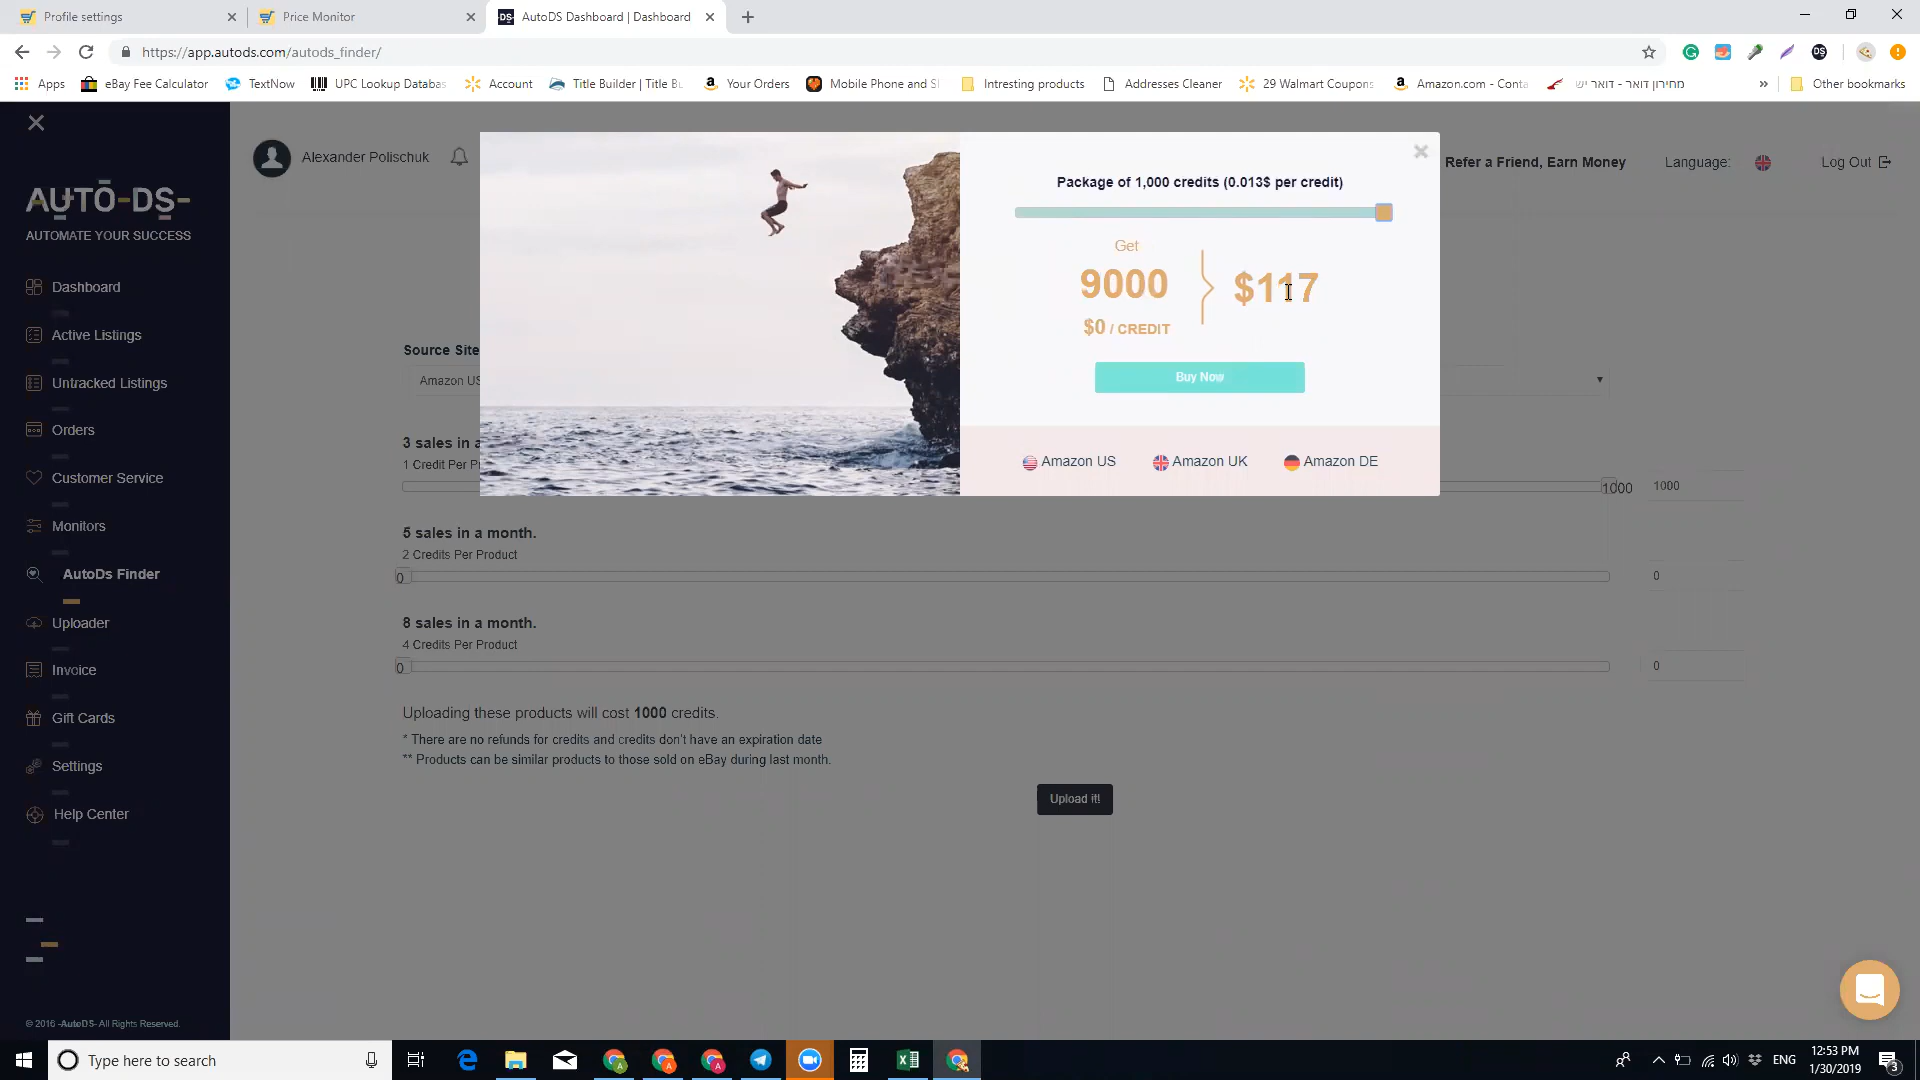 Profile settings
Price Monitor
AutoDS Dashboard | Dashboard
https://app.autods.com/autods_finder/
Apps
eBay Fee Calculator
TextNow
UPC Lookup Databas
Account
Title Builder | Title Bu
Your Orders
Mobile Phone and S
Intresting products
Addresses Cleaner
29 Walmart Coupons
Amazon.com - Conta
מחירון דואר - דואר יש
Other bookmarks
Alexander Polischuk
Refer a Friend, Earn Money
Language:
Log Out
AUTO-DS-
AUTOMATE YOUR SUCCESS
Dashboard
Active Listings
Untracked Listings
Orders
Customer Service
Monitors
AutoDs Finder
Uploader
Invoice
Gift Cards
Settings
Help Center
© 2016 -AutoDS- All Rights Reserved.
Package of 1,000 credits (0.013$ per credit)
Get
9000
$117
$0 / CREDIT
Buy Now
Amazon US
Amazon UK
Amazon DE
Source Site
Amazon US
3 sales in a
1 Credit Per P
1000
1000
5 sales in a month.
2 Credits Per Product
0
0
8 sales in a month.
4 Credits Per Product
0
0
Uploading these products will cost 1000 credits.
* There are no refunds for credits and credits don't have an expiration date
** Products can be similar products to those sold on eBay during last month.
Upload it!
Type here to search
ENG
12:53 PM
1/30/2019
3